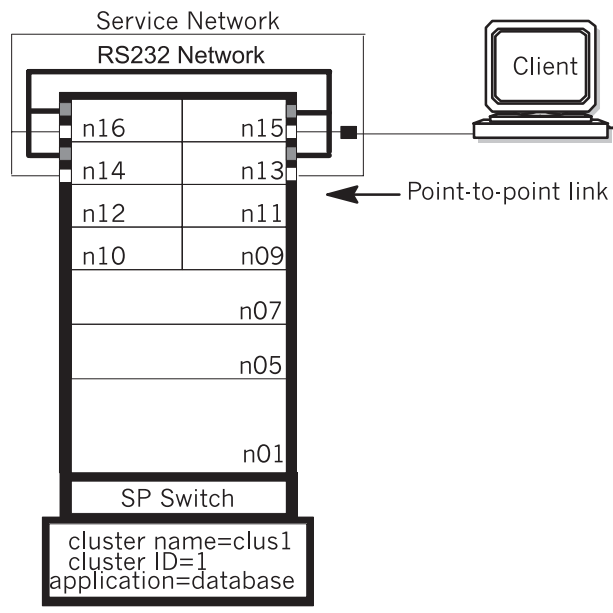 Service Network
RS232 Network
Client
n16 n15
n14 n13
Point-to-point link
n12 n11
n10 n09
n07
n05
n01
SP Switch
cluster name=clus1
cluster ID=1
application=database